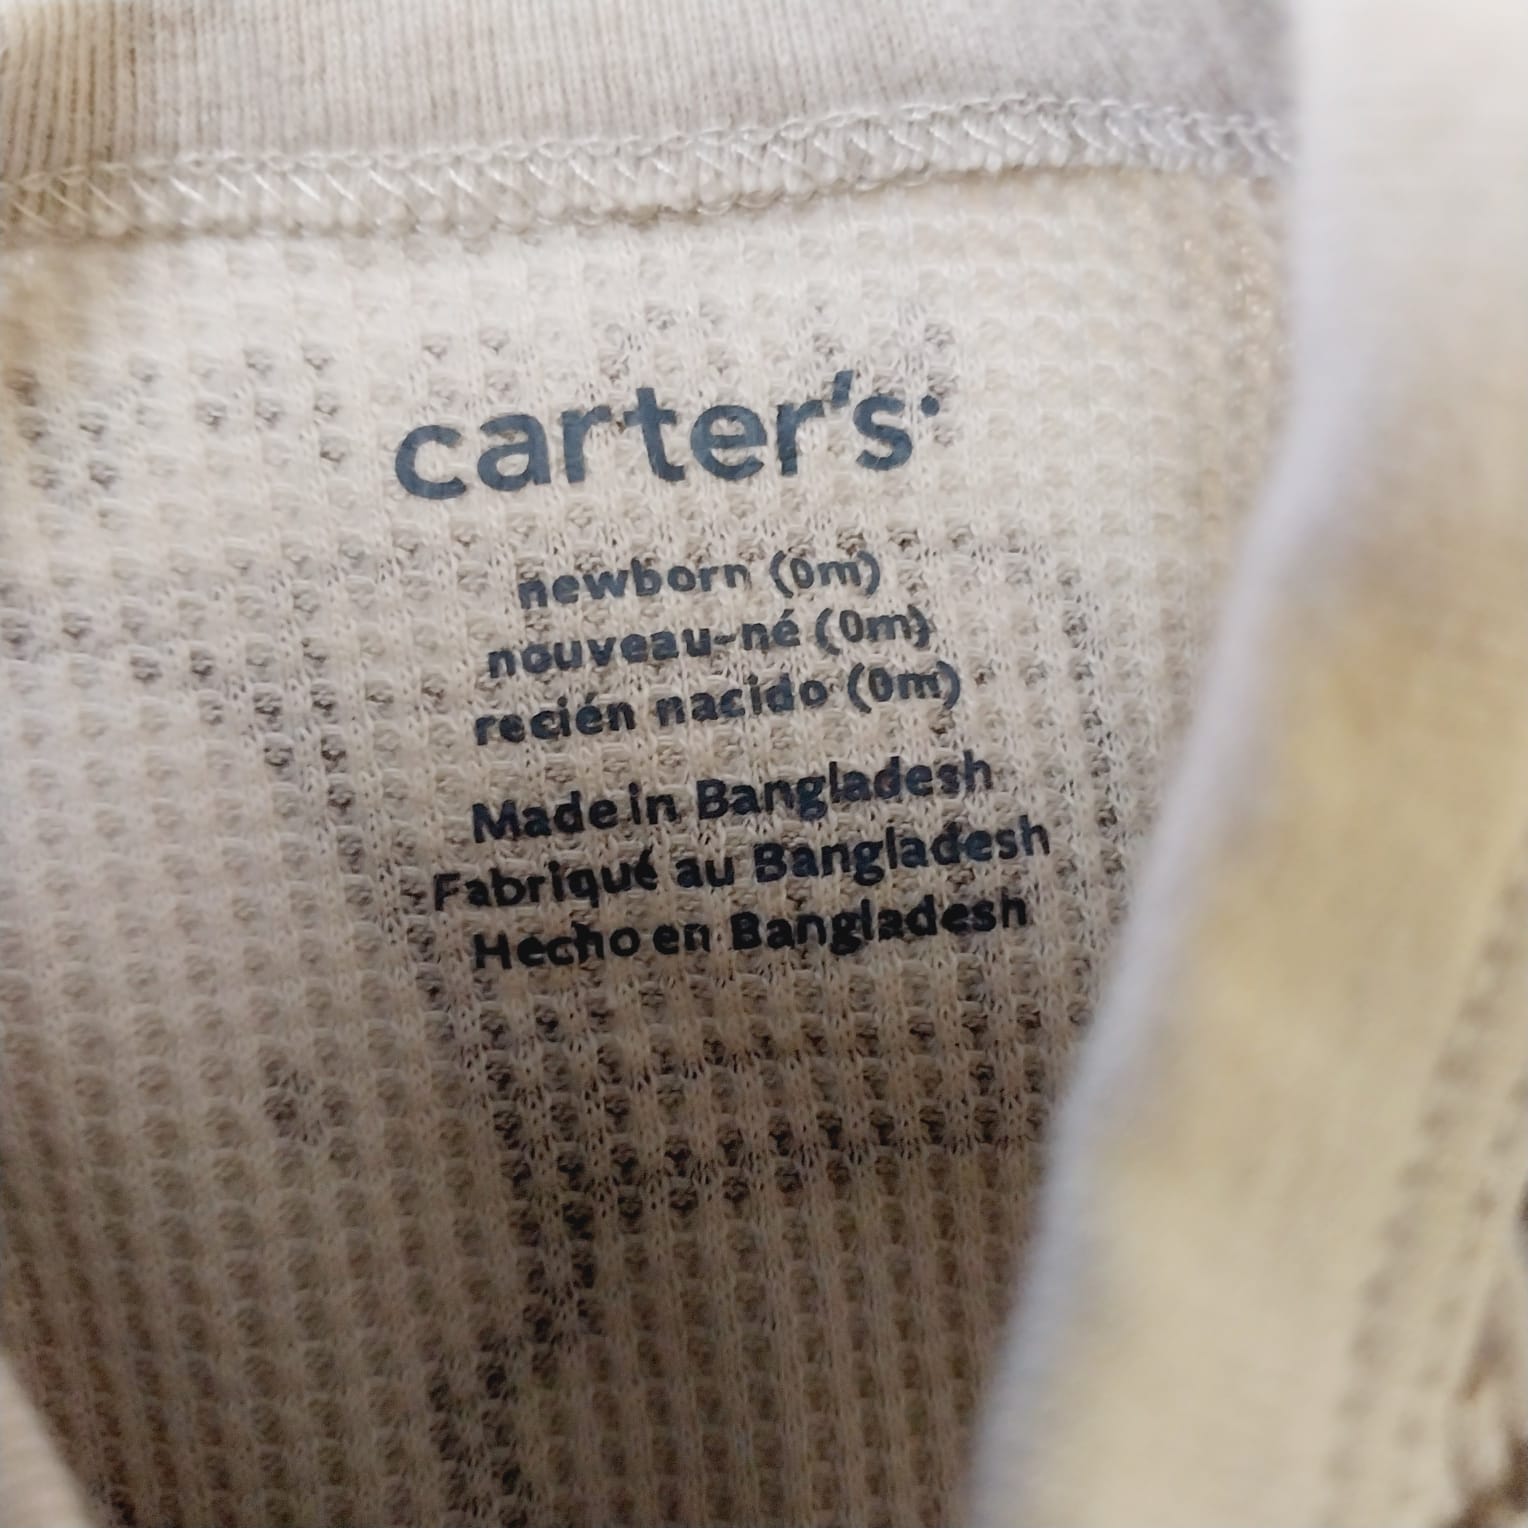 carter's
newborn (0m)
nouveau-né (0m)
recién nacido (0m)
Made in Bangladesh
Fabriqué au Bangladesh
Hecho en Bangladesh